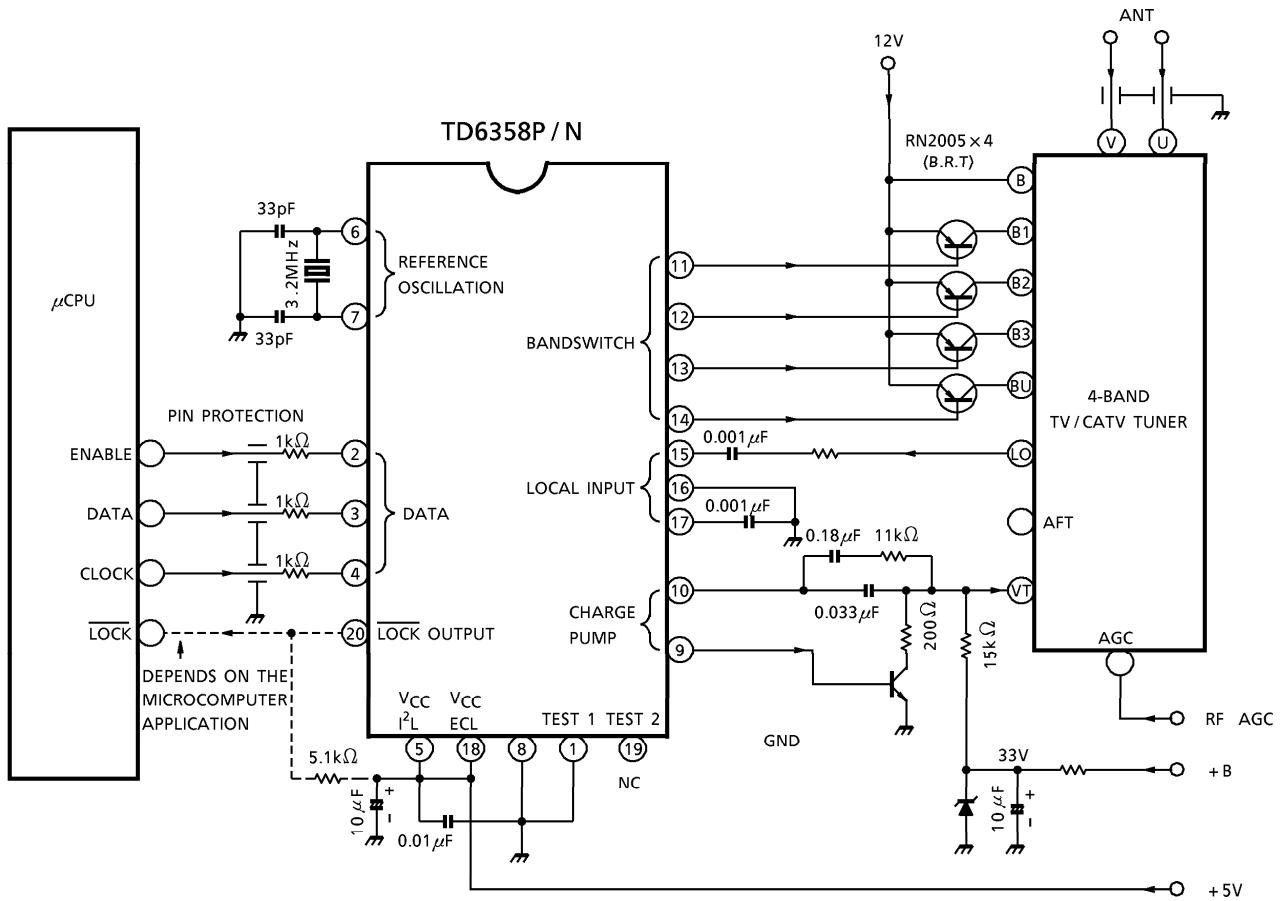 ANT
12V
TD6358P / N
RN2005×4
(B.R.T)
V
U
B
33pF
6
B1
3.2MHz
REFERENCE
OSCILLATION
11
B2
μCPU
7
12
33pF
BANDSWITCH
B3
13
BU
4-BAND
TV / CATV TUNER
PIN PROTECTION
14
1kΩ
0.001μF
ENABLE
2
15
LO
LOCAL INPUT
16
1kΩ
0.001μF
DATA
3
DATA
17
AFT
0.18μF
11kΩ
1kΩ
CLOCK
4
10
VT
0.033μF
CHARGE
PUMP
200Ω
15kΩ
LOCK
20
LOCK OUTPUT
9
AGC
DEPENDS ON THE
MICROCOMPUTER
APPLICATION
VCC
I2L
VCC
ECL
TEST 1
TEST 2
RF AGC
GND
5
18
8
1
19
5.1kΩ
NC
33V
+B
10μF
+
-
0.01μF
10μF
+
-
+5V